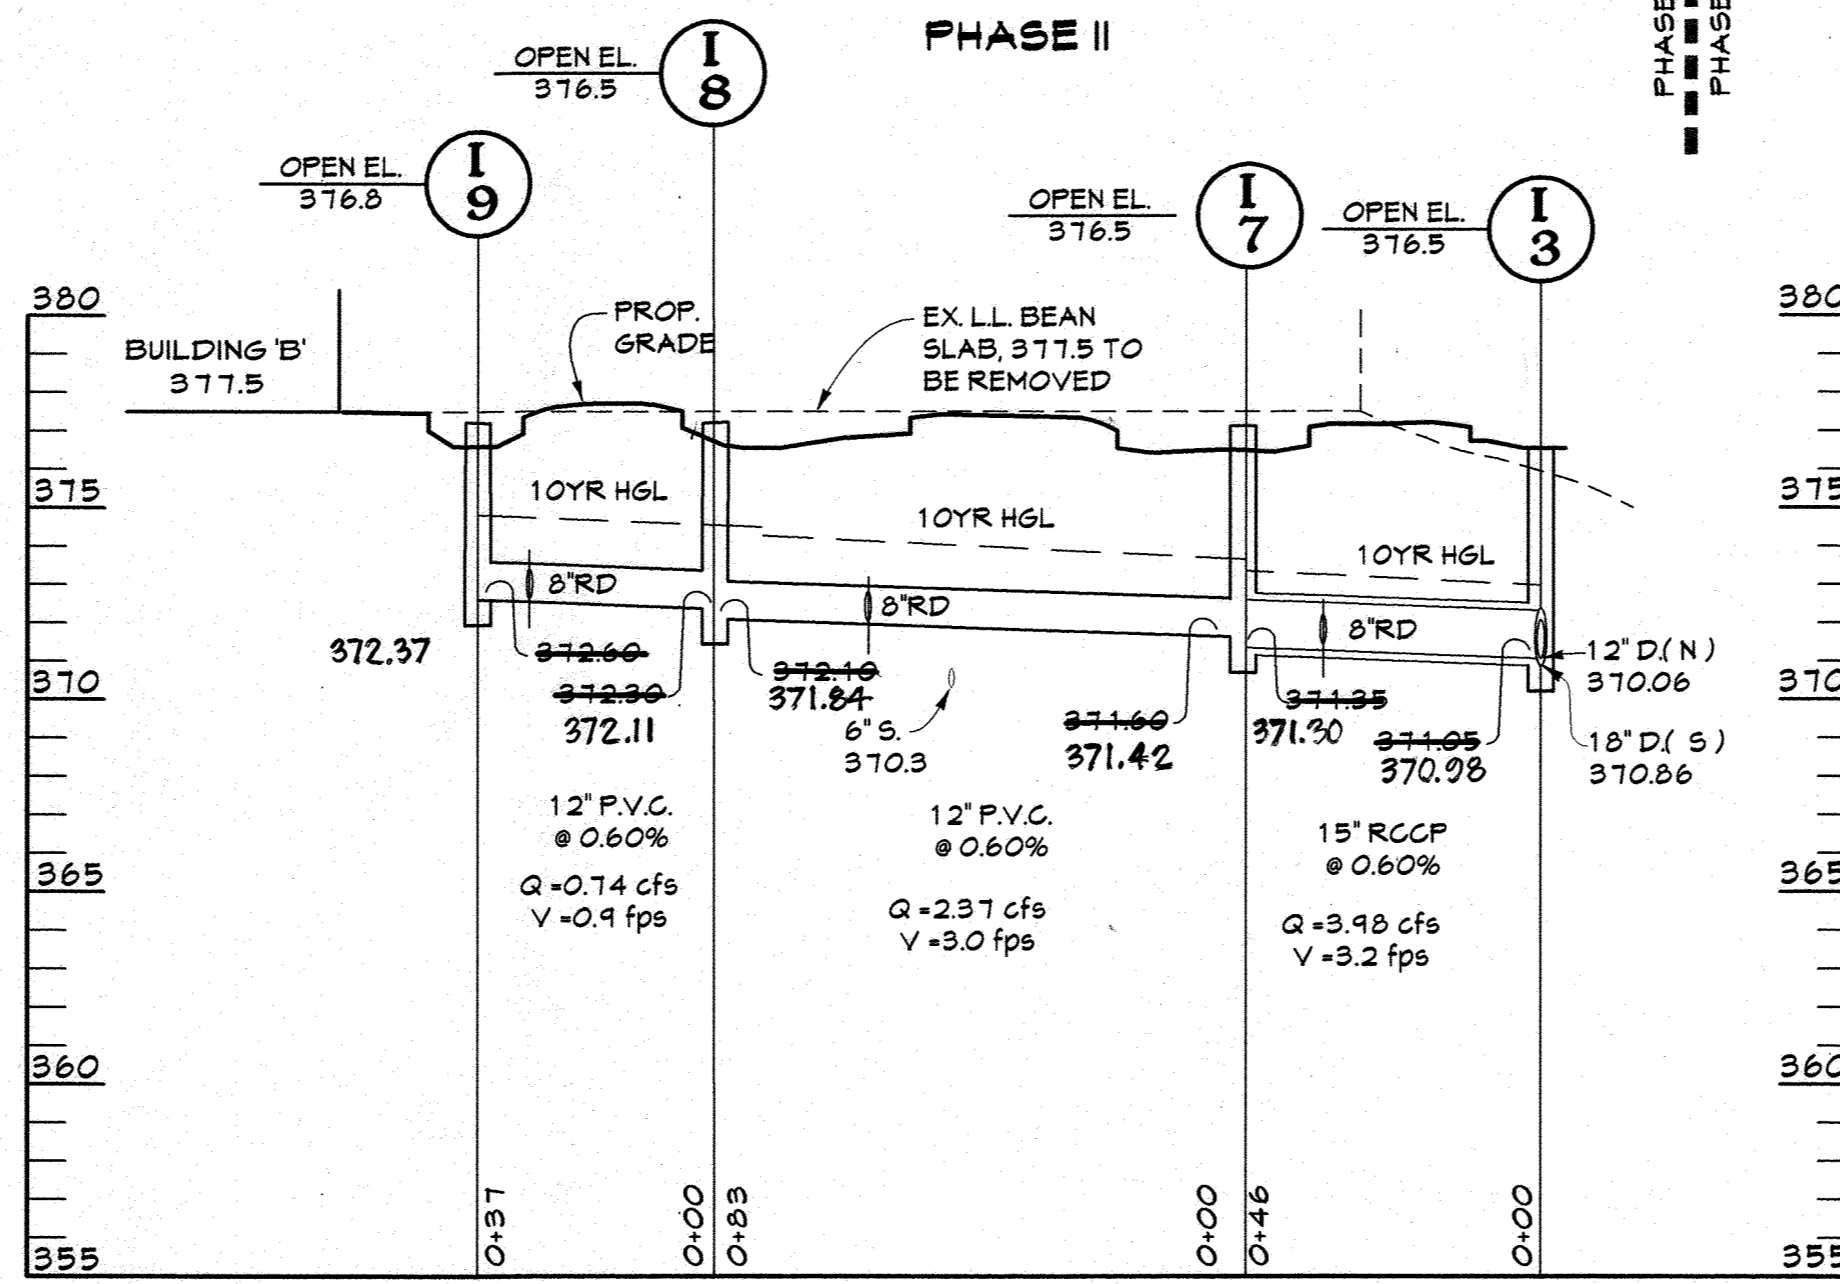 PHASE II
PHASE
PHASE
OPEN EL.
376.5
I
8
OPEN EL.
376.8
I
9
OPEN EL.
376.5
I
7
OPEN EL.
376.5
I
3
380
375
370
365
360
355
380
375
370
365
360
355
BUILDING 'B'
377.5
PROP.
GRADE
EX. L.L. BEAN
SLAB, 377.5 TO
BE REMOVED
10YR HGL
10YR HGL
10YR HGL
8"RD
8"RD
8"RD
372.37
372.60
372.30
372.11
372.10
371.84
6" S.
370.3
371.60
371.42
371.35
371.30
371.05
370.98
12" D.( N )
370.06
18" D.( S )
370.86
12" P.V.C.
@ 0.60%
Q =0.74 cfs
V =0.9 fps
12" P.V.C.
@ 0.60%
Q =2.37 cfs
V =3.0 fps
15" RCCP
@ 0.60%
Q =3.98 cfs
V =3.2 fps
0+37
0+00
0+83
0+00
0+46
0+00